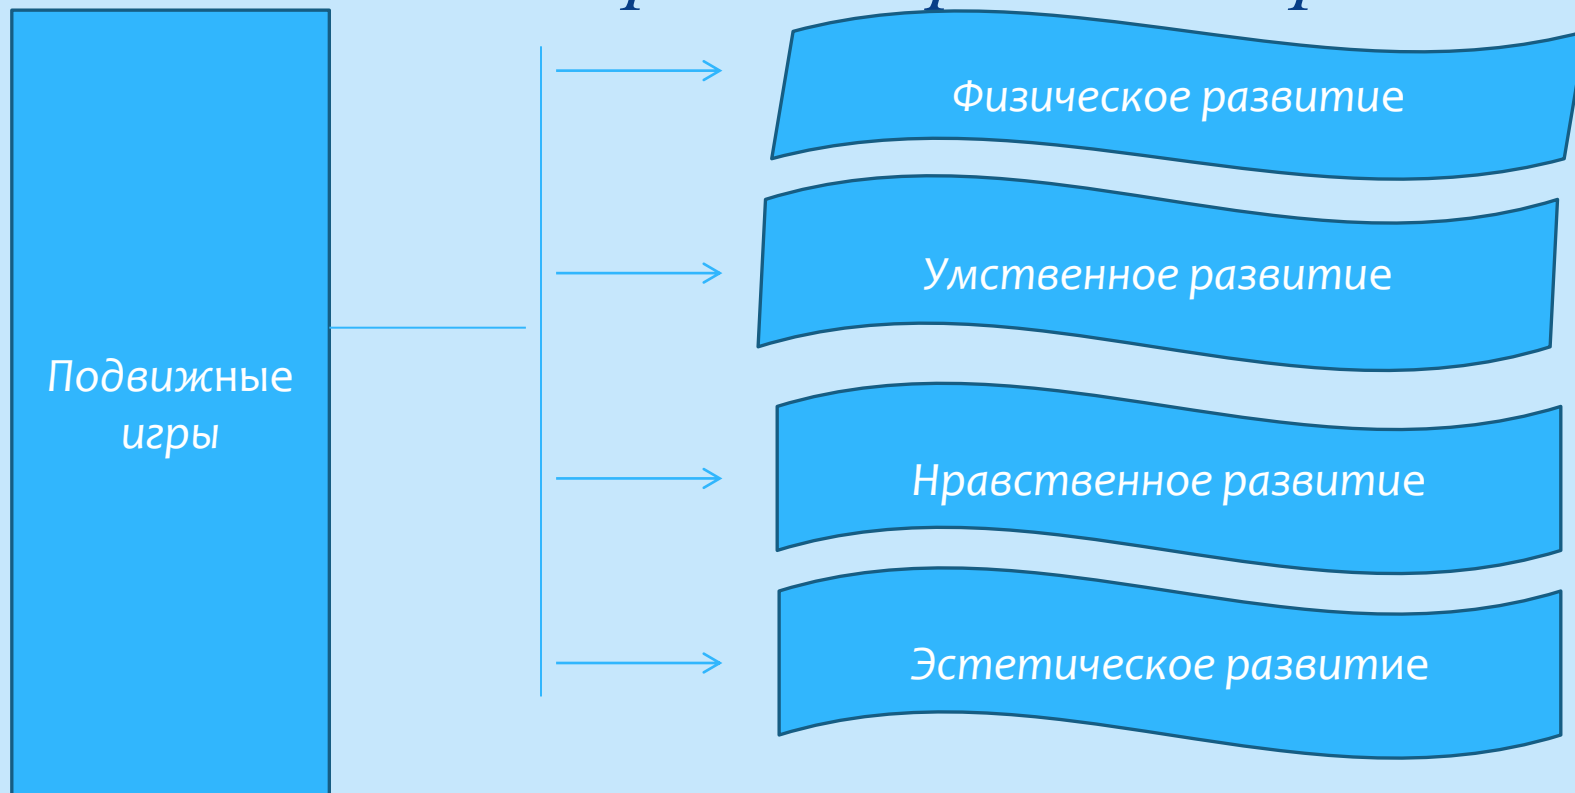 Подвижные
игры
Физическое развитие
Умственное развитие
Нравственное развитие
Эстетическое развитие